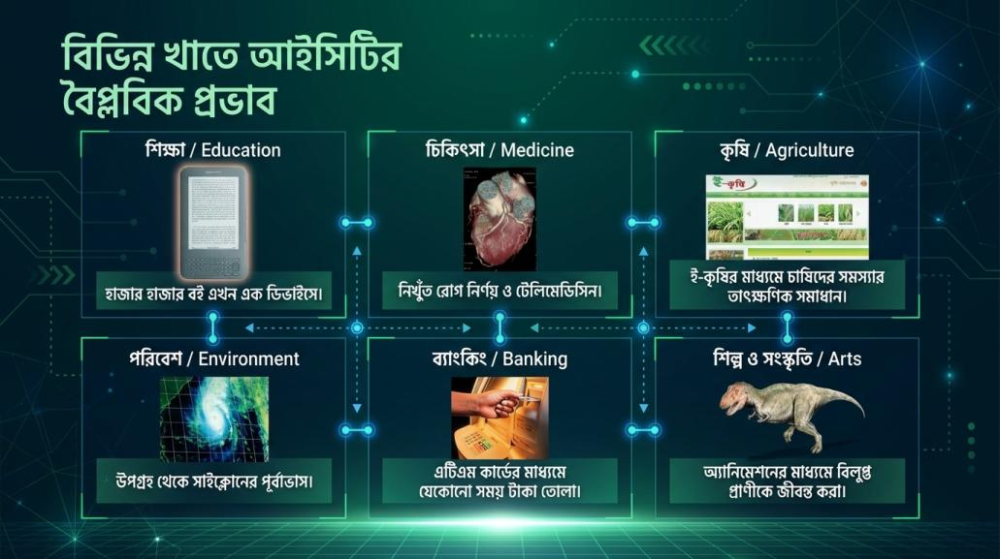 বিভিন্ন খাতে আইসিটির
বৈপ্লবিক প্রভাব
শিক্ষা / Education
হাজার হাজার বই এখন এক ডিভাইসে।
চিকিৎসা / Medicine
নিখুঁত রোগ নির্ণয় ও টেলিমেডিসিন।
কৃষি / Agriculture
ই-কৃষি
ই-কৃষির মাধ্যমে চাষিদের সমস্যার
তাৎক্ষণিক সমাধান।
পরিবেশ / Environment
উপগ্রহ থেকে সাইক্লোনের পূর্বাভাস।
ব্যাংকিং / Banking
এটিএম কার্ডের মাধ্যমে
যেকোনো সময় টাকা তোলা।
শিল্প ও সংস্কৃতি / Arts
অ্যানিমেশনের মাধ্যমে বিলুপ্ত
প্রাণীকে জীবন্ত করা।